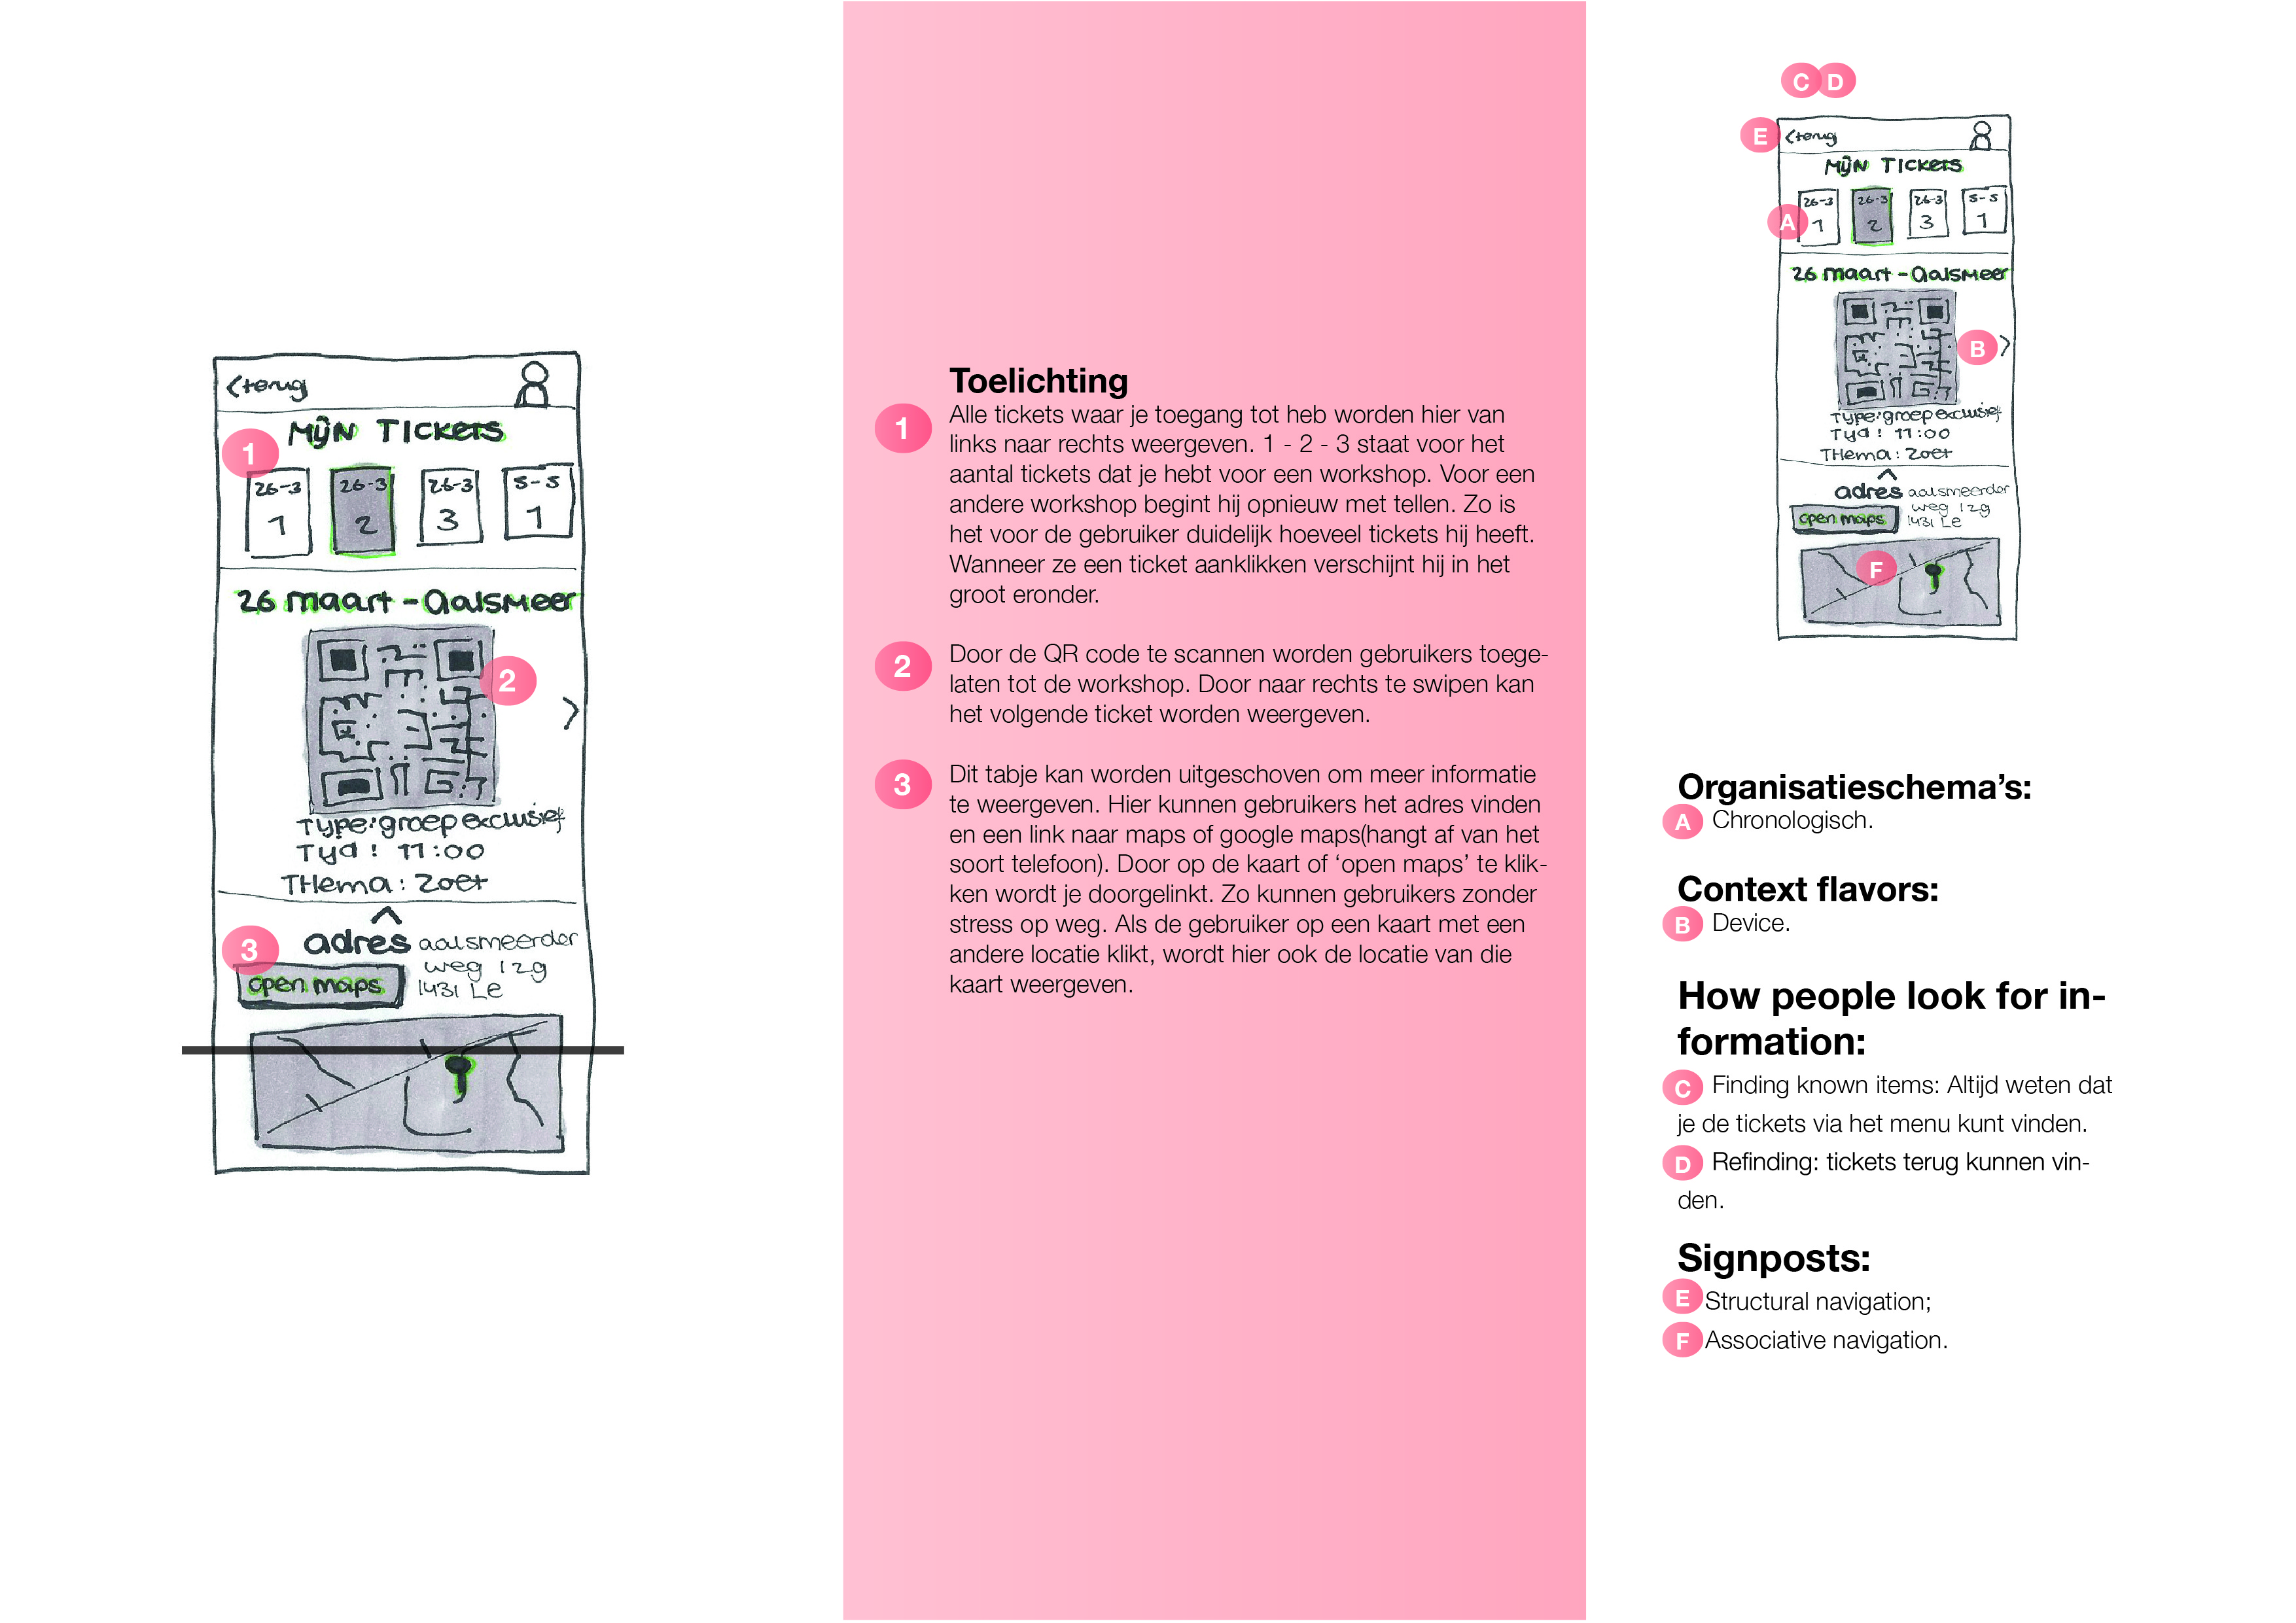 <terug
MIJN TICKETS
1
26-3 26-3 26-3 5-5
1 2 3 1
26 maart - aalsmeer
2
>
Type: groep exclusief
Tyd : 11:00
THema: zoet
^
3
adres aalsmeerder
weg 129
open maps 1431 Le
Toelichting
1
Alle tickets waar je toegang tot heb worden hier van
links naar rechts weergeven. 1 - 2 - 3 staat voor het
aantal tickets dat je hebt voor een workshop. Voor een
andere workshop begint hij opnieuw met tellen. Zo is
het voor de gebruiker duidelijk hoeveel tickets hij heeft.
Wanneer ze een ticket aanklikken verschijnt hij in het
groot eronder.
2
Door de QR code te scannen worden gebruikers toege-
laten tot de workshop. Door naar rechts te swipen kan
het volgende ticket worden weergeven.
3
Dit tabje kan worden uitgeschoven om meer informatie
te weergeven. Hier kunnen gebruikers het adres vinden
en een link naar maps of google maps(hangt af van het
soort telefoon). Door op de kaart of ‘open maps’ te klik-
ken wordt je doorgelinkt. Zo kunnen gebruikers zonder
stress op weg. Als de gebruiker op een kaart met een
andere locatie klikt, wordt hier ook de locatie van die
kaart weergeven.
C D
E <terug
MIJN TICKETS
26-3 26-3 26-3 5-5
A 1 2 3 1
26 maart - aalsmeer
B >
Type: groep exclusief
Tyd : 11:00
THema: zoet
^
adres aalsmeerder
weg 129
open maps 1431 Le
F
Organisatieschema’s:
A Chronologisch.
Context flavors:
B Device.
How people look for in-
formation:
C Finding known items: Altijd weten dat
je de tickets via het menu kunt vinden.
D Refinding: tickets terug kunnen vin-
den.
Signposts:
E Structural navigation;
F Associative navigation.